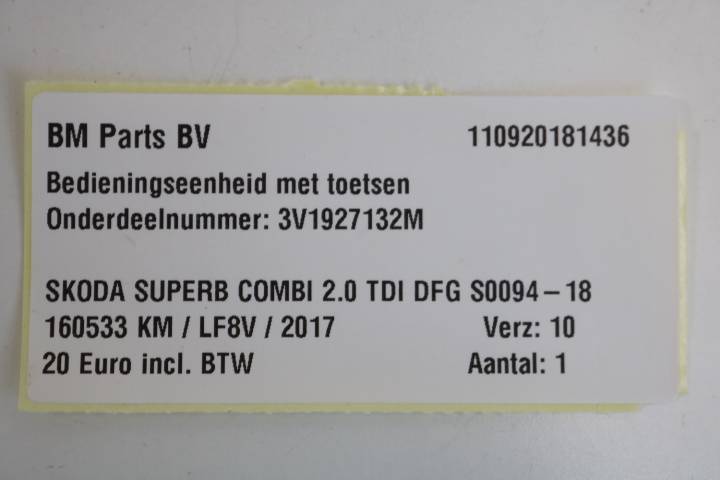 BM Parts BV 110920181436
Bedieningseenheid met toetsen
Onderdeelnummer: 3V1927132M
SKODA SUPERB COMBI 2.0 TDI DFG S0094-18
160533 KM / LF8V / 2017 Verz: 10
20 Euro incl. BTW Aantal: 1